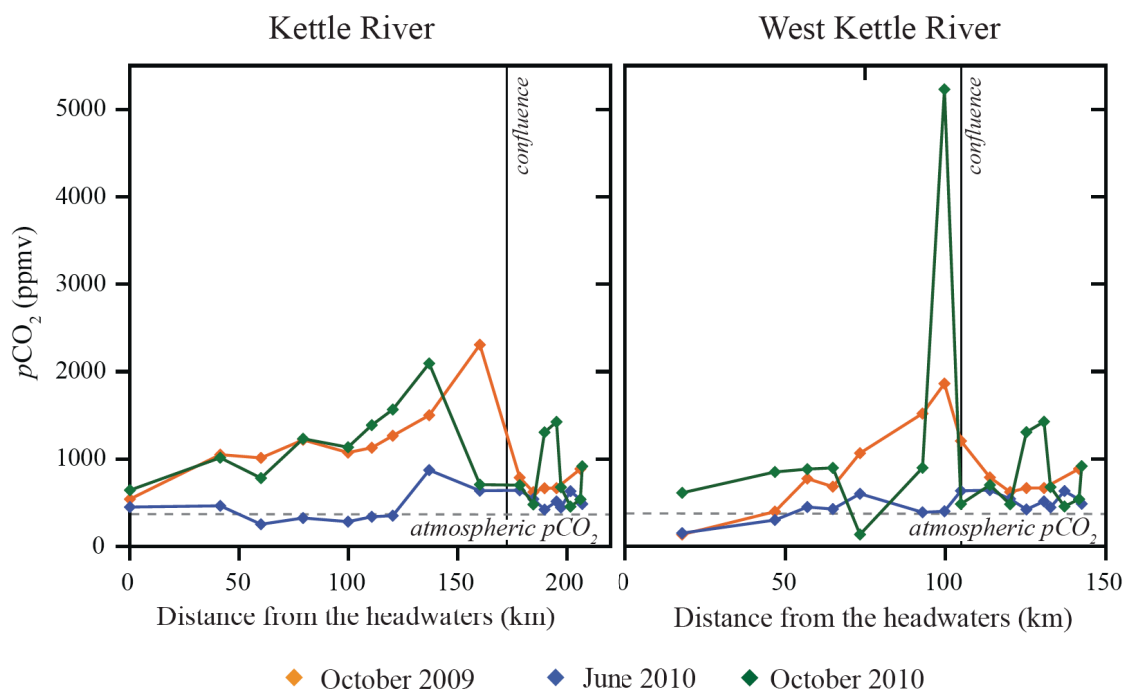 Kettle River
West Kettle River
pCO2 (ppmv)
5000
4000
3000
2000
1000
0
confluence
atmospheric pCO2
0 50 100 150 200
Distance from the headwaters (km)
confluence
atmospheric pCO2
0 50 100 150
Distance from the headwaters (km)
October 2009 June 2010 October 2010